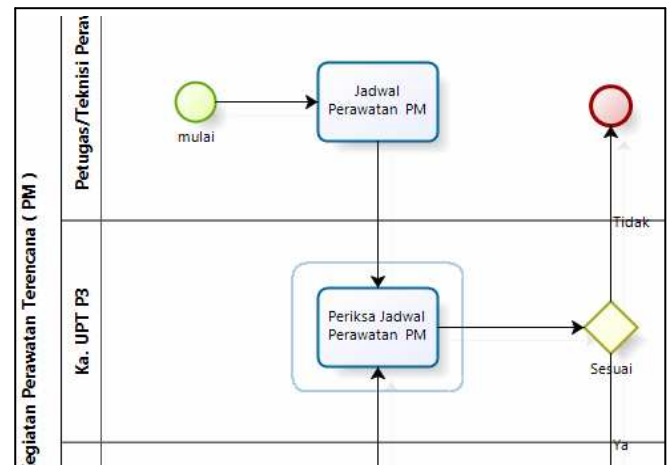 egiatan Perawatan Terencana ( PM )
Petugas/Teknisi
mulai
Jadwal
Perawatan PM
Tidak
Ka. UPT P3
Periksa Jadwal
Perawatan PM
Sesuai
Ya